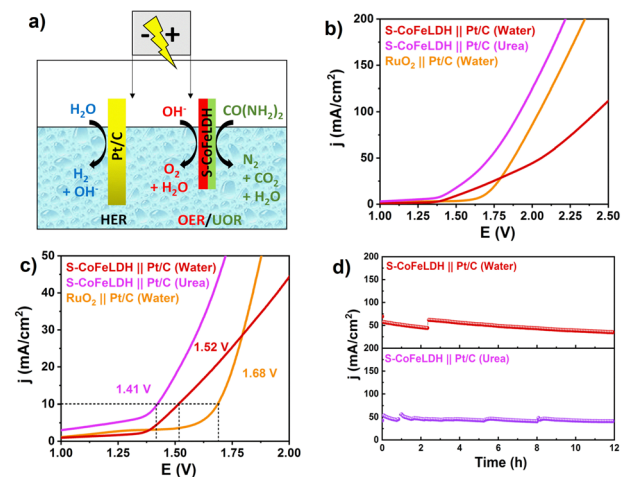 a)
- +
H₂O
Pt/C
H₂
+ OH⁻
HER
OH⁻
S-CoFeLDH
CO(NH₂)₂
O₂
+ H₂O
N₂
+ CO₂
+ H₂O
OER/UOR
b)
S-CoFeLDH || Pt/C (Water)
S-CoFeLDH || Pt/C (Urea)
RuO₂ || Pt/C (Water)
j (mA/cm²)
200
150
100
50
0
1.00 1.25 1.50 1.75 2.00 2.25 2.50
E (V)
c)
S-CoFeLDH || Pt/C (Water)
S-CoFeLDH || Pt/C (Urea)
RuO₂ || Pt/C (Water)
j (mA/cm²)
50
40
30
20
10
0
1.41 V
1.52 V
1.68 V
1.00 1.25 1.50 1.75 2.00
E (V)
d)
S-CoFeLDH || Pt/C (Water)
j (mA/cm²)
200
150
100
50
200
S-CoFeLDH || Pt/C (Urea)
150
100
50
0
0 2 4 6 8 10 12
Time (h)